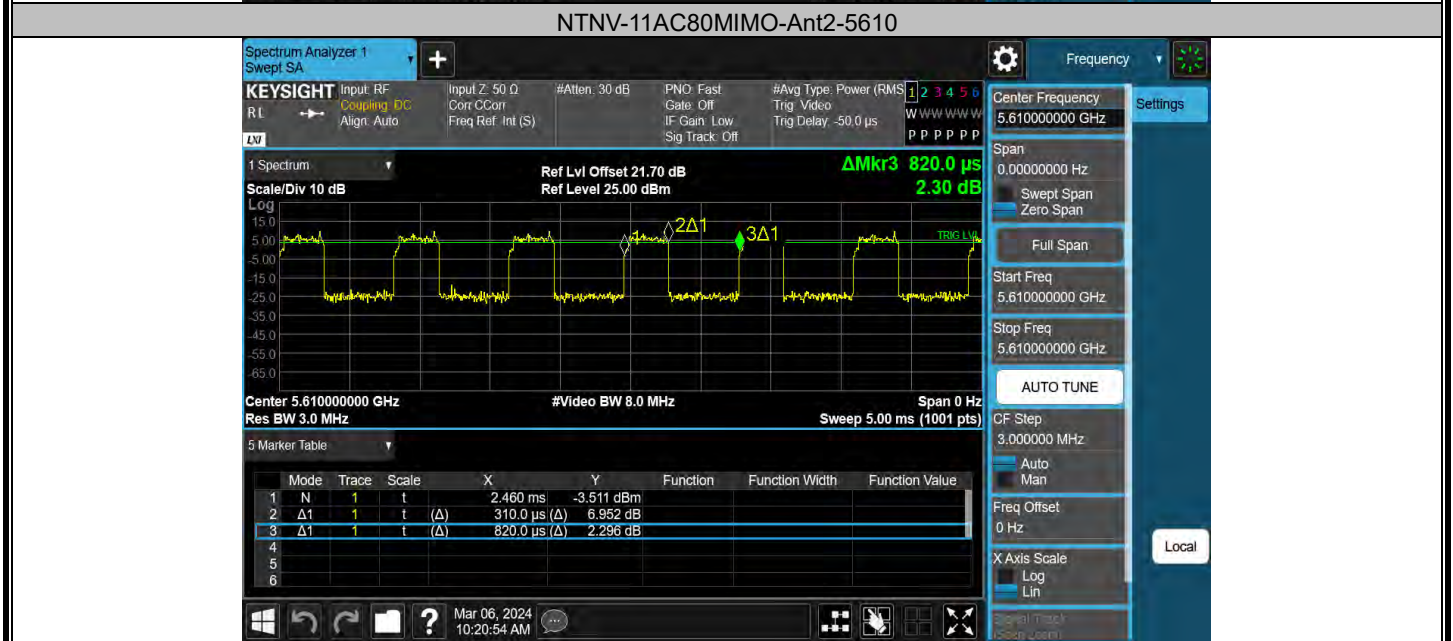 NTNV-11AC80MIMO-Ant2-5610
Spectrum Analyzer 1
Swept SA
Frequency
KEYSIGHT
RL
LXI
Input: RF
Coupling: DC
Align: Auto
Input Z: 50 Ω
Corr CCorr
Freq Ref: Int (S)
#Atten: 30 dB
PNO: Fast
Gate: Off
IF Gain: Low
Sig Track: Off
#Avg Type: Power (RMS
Trig: Video
Trig Delay: -50.0 µs
1 2 3 4 5 6
W W W W W W
P P P P P P
1 Spectrum
Scale/Div 10 dB
Log
Ref Lvl Offset 21.70 dB
Ref Level 25.00 dBm
ΔMkr3 820.0 µs
2.30 dB
15.0
5.00
-5.00
-15.0
-25.0
-35.0
-45.0
-55.0
-65.0
1
2Δ1
3Δ1
TRIG LVL
Center 5.610000000 GHz
Res BW 3.0 MHz
#Video BW 8.0 MHz
Span 0 Hz
Sweep 5.00 ms (1001 pts)
5 Marker Table
Mode Trace Scale X Y Function Function Width Function Value
1 N 1 t 2.460 ms -3.511 dBm
2 Δ1 1 t (Δ) 310.0 µs (Δ) 6.952 dB
3 Δ1 1 t (Δ) 820.0 µs (Δ) 2.296 dB
4
5
6
Mar 06, 2024
10:20:54 AM
Center Frequency
5.610000000 GHz
Settings
Span
0.00000000 Hz
Swept Span
Zero Span
Full Span
Start Freq
5.610000000 GHz
Stop Freq
5.610000000 GHz
AUTO TUNE
CF Step
3.000000 MHz
Auto
Man
Freq Offset
0 Hz
X Axis Scale
Log
Lin
Local